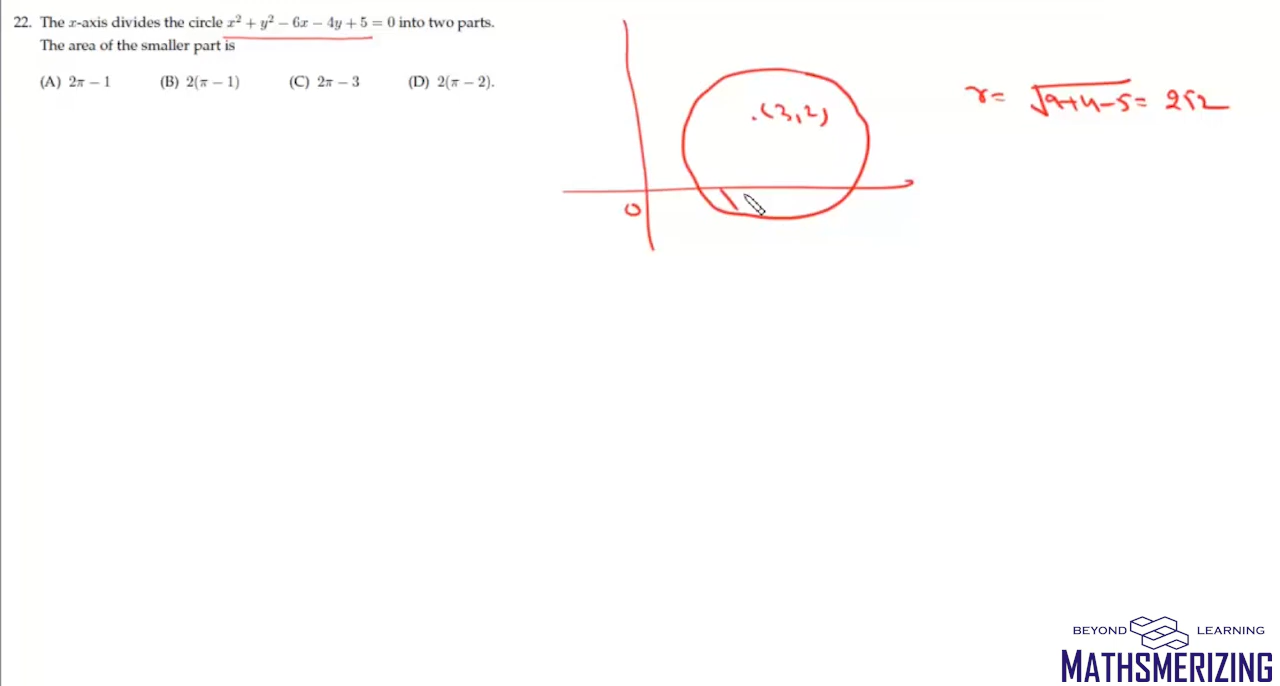 22. The x-axis divides the circle x² + y² − 6x − 4y + 5 = 0 into two parts.
The area of the smaller part is
(A) 2π − 1 (B) 2(π − 1) (C) 2π − 3 (D) 2(π − 2).
.(3,2)
r = √9+4−5 = 2√2
0
BEYOND LEARNING
MATHSMERIZING